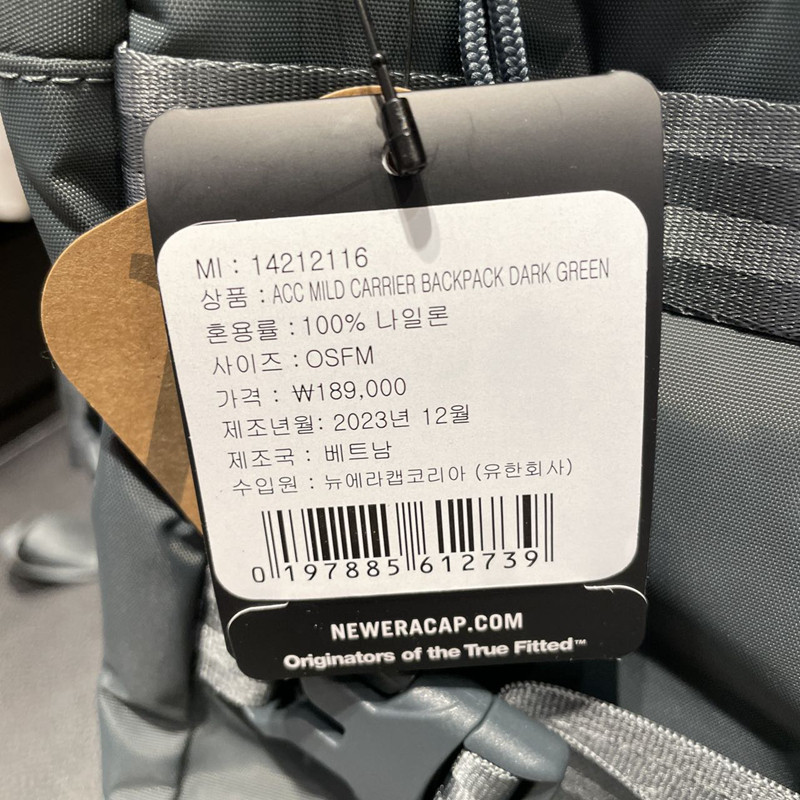 MI : 14212116
상품 : ACC MILD CARRIER BACKPACK DARK GREEN
혼용률 : 100% 나일론
사이즈 : OSFM
가격 : ₩189,000
제조년월: 2023년 12월
제조국 : 베트남
수입원 : 뉴에라캡코리아 (유한회사)
0 197885 612739
NEWERACAP.COM
Originators of the True Fitted™